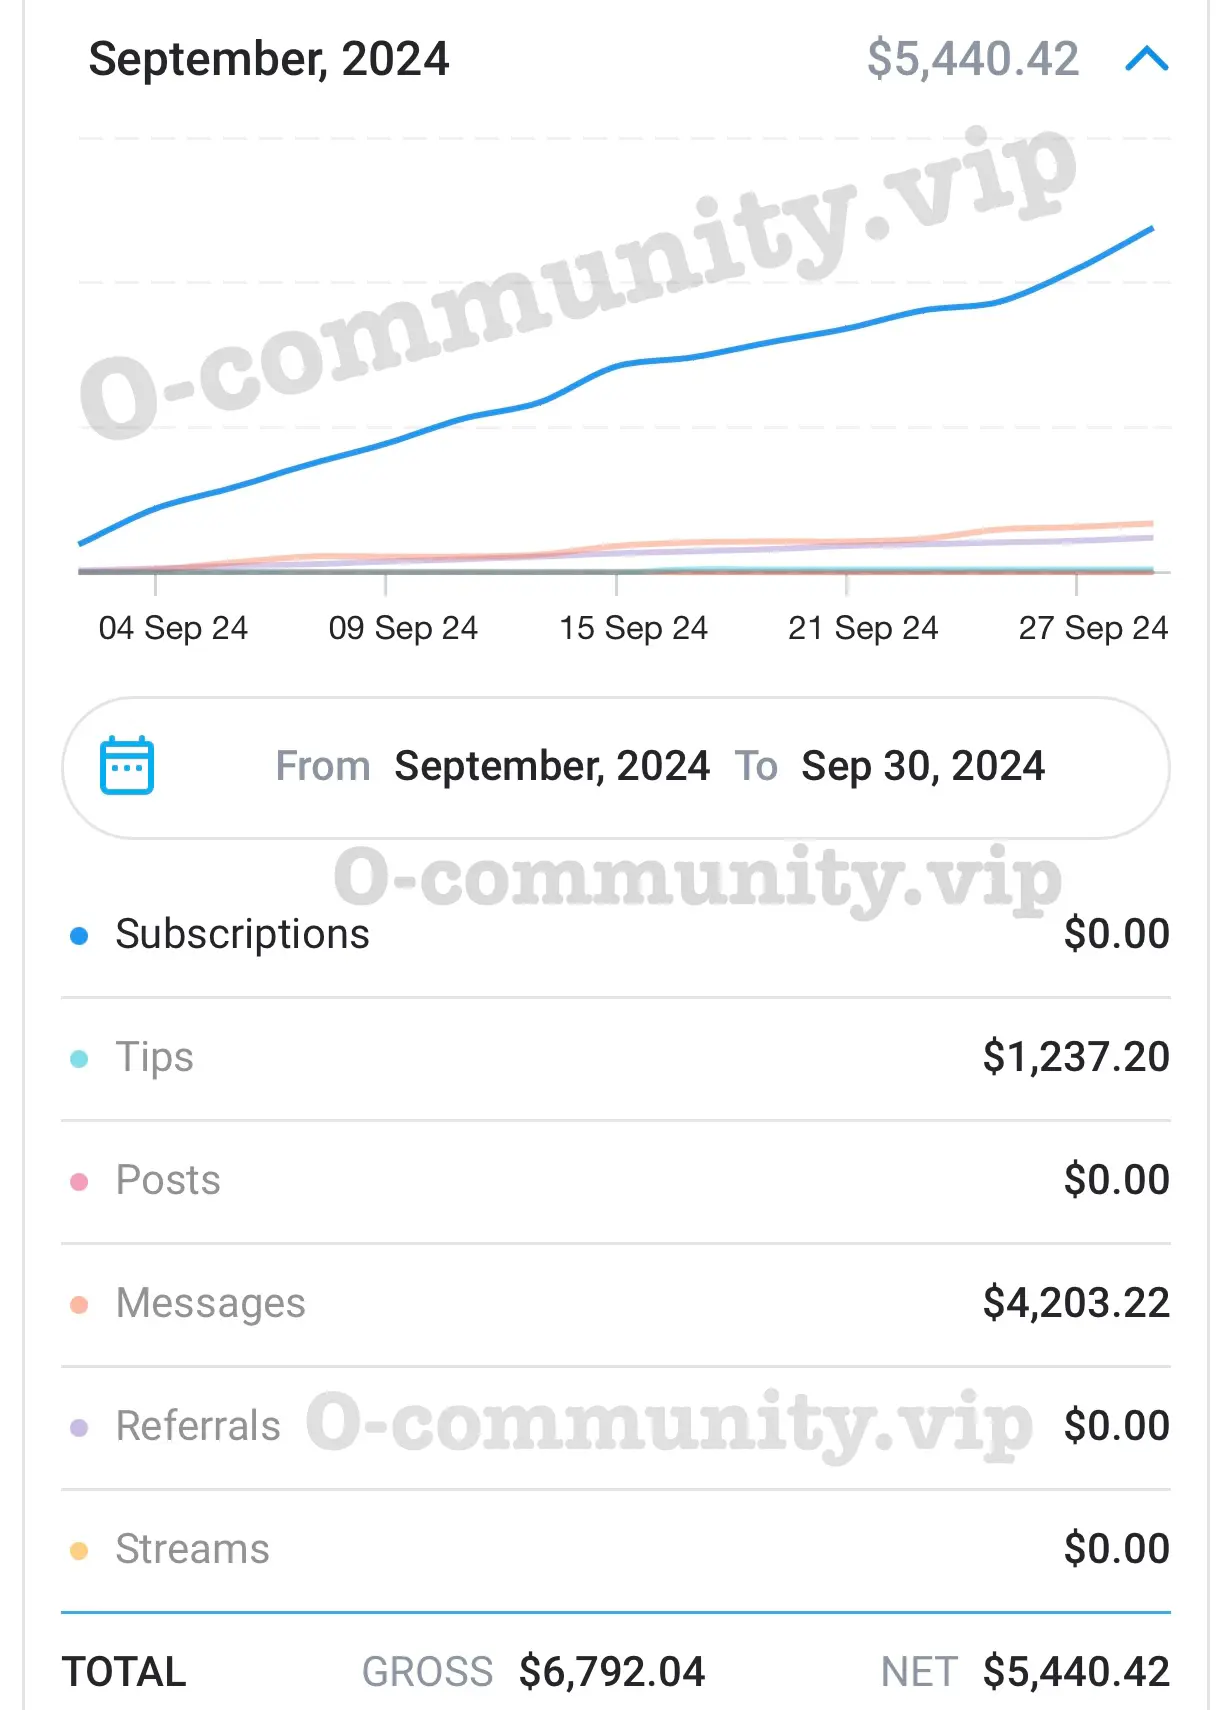 September, 2024 $5,440.42
O-community.vip
04 Sep 24 09 Sep 24 15 Sep 24 21 Sep 24 27 Sep 24
From September, 2024 To Sep 30, 2024
O-community.vip
Subscriptions $0.00
Tips $1,237.20
Posts $0.00
Messages $4,203.22
Referrals O-community.vip $0.00
Streams $0.00
TOTAL GROSS $6,792.04 NET $5,440.42